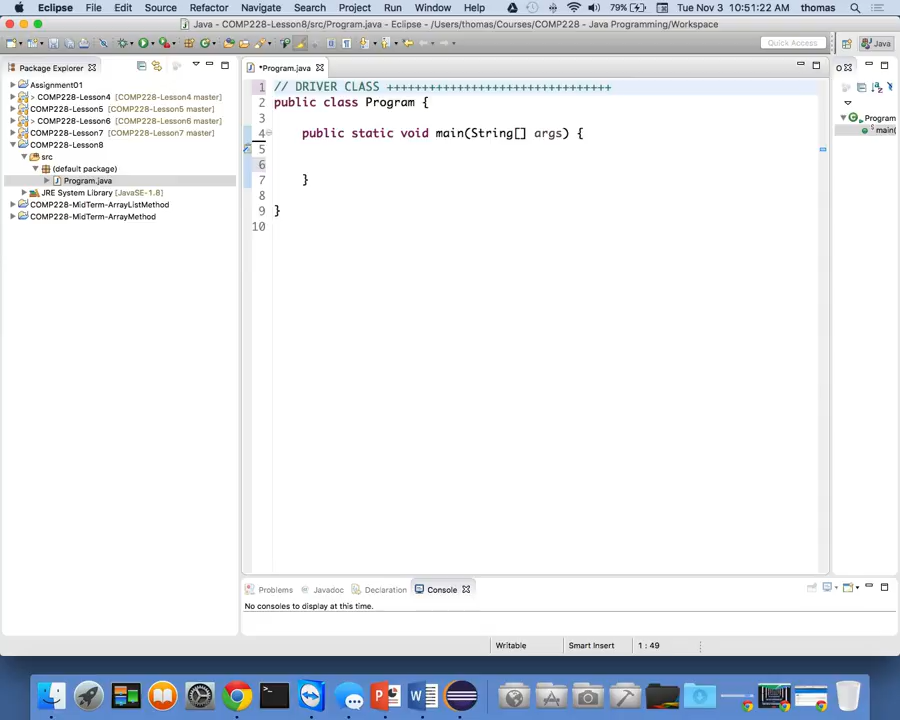 Eclipse File Edit Source Refactor Navigate Search Project Run Window Help 79% Tue Nov 3 10:51:22 AM thomas
Java - COMP228-Lesson8/src/Program.java - Eclipse - /Users/thomas/Courses/COMP228 - Java Programming/Workspace
Quick Access Java
Package Explorer
*Program.java
Assignment01
> COMP228-Lesson4 [COMP228-Lesson4 master]
COMP228-Lesson5 [COMP228-Lesson5 master]
> COMP228-Lesson6 [COMP228-Lesson6 master]
COMP228-Lesson7 [COMP228-Lesson7 master]
COMP228-Lesson8
src
(default package)
Program.java
JRE System Library [JavaSE-1.8]
COMP228-MidTerm-ArrayListMethod
COMP228-MidTerm-ArrayMethod
1 // DRIVER CLASS ++++++++++++++++++++++++++++++++
2 public class Program {
3
4 public static void main(String[] args) {
5
6
7 }
8
9 }
10
Program
main(
Problems Javadoc Declaration Console
No consoles to display at this time.
Writable Smart Insert 1 : 49